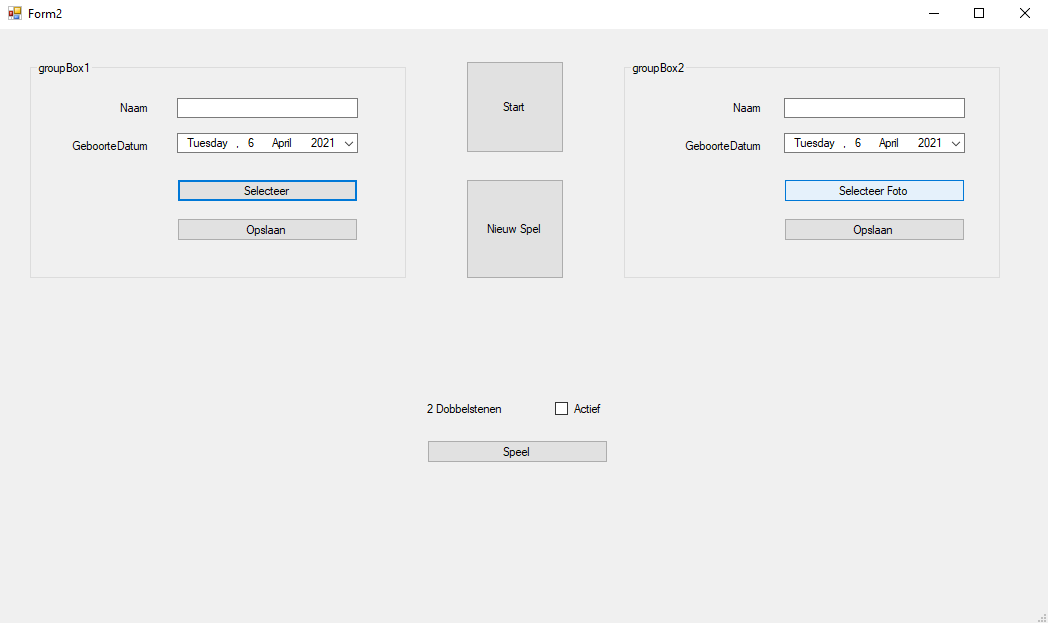 Form2
groupBox1
Naam
GeboorteDatum
Tuesday , 6 April 2021
Selecteer
Opslaan
Start
Nieuw Spel
groupBox2
Naam
GeboorteDatum
Tuesday , 6 April 2021
Selecteer Foto
Opslaan
2 Dobbelstenen
Actief
Speel